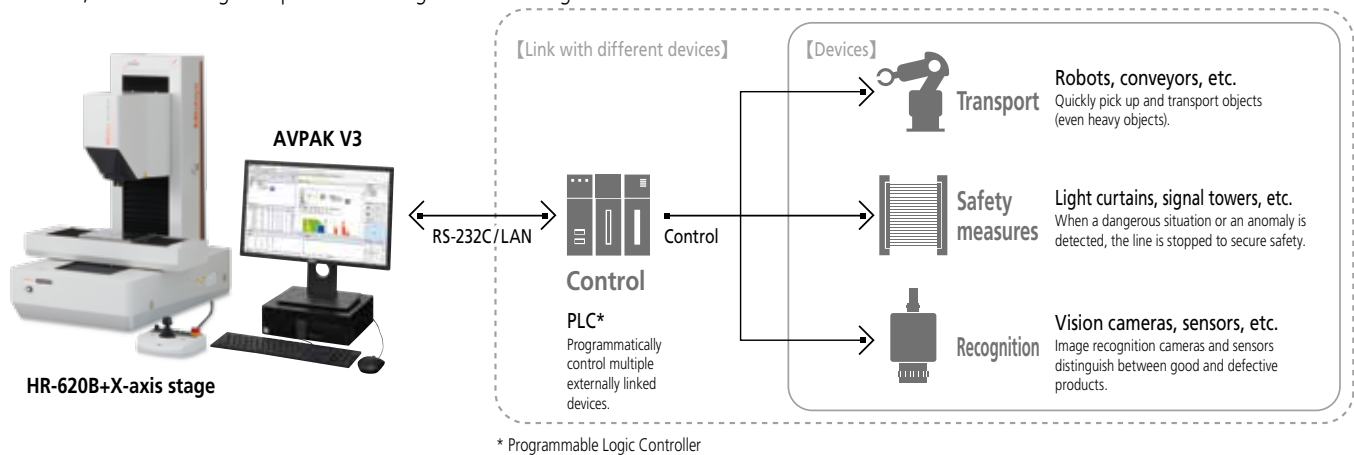 【Link with different devices】
【Devices】
Transport
Robots, conveyors, etc.
Quickly pick up and transport objects
(even heavy objects).
AVPAK V3
RS-232C/LAN
Control
Control
PLC*
Programmatically
control multiple
externally linked
devices.
Safety
measures
Light curtains, signal towers, etc.
When a dangerous situation or an anomaly is
detected, the line is stopped to secure safety.
Recognition
Vision cameras, sensors, etc.
Image recognition cameras and sensors
distinguish between good and defective
products.
HR-620B+X-axis stage
* Programmable Logic Controller